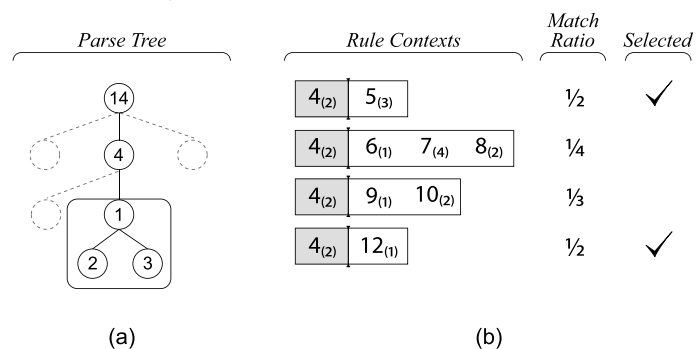 Parse Tree
Rule Contexts
Match Ratio
Selected
14
4
1
2 3
4(2) 5(3) ½ ✓
4(2) 6(1) 7(4) 8(2) ¼
4(2) 9(1) 10(2) ⅓
4(2) 12(1) ½ ✓
(a)
(b)